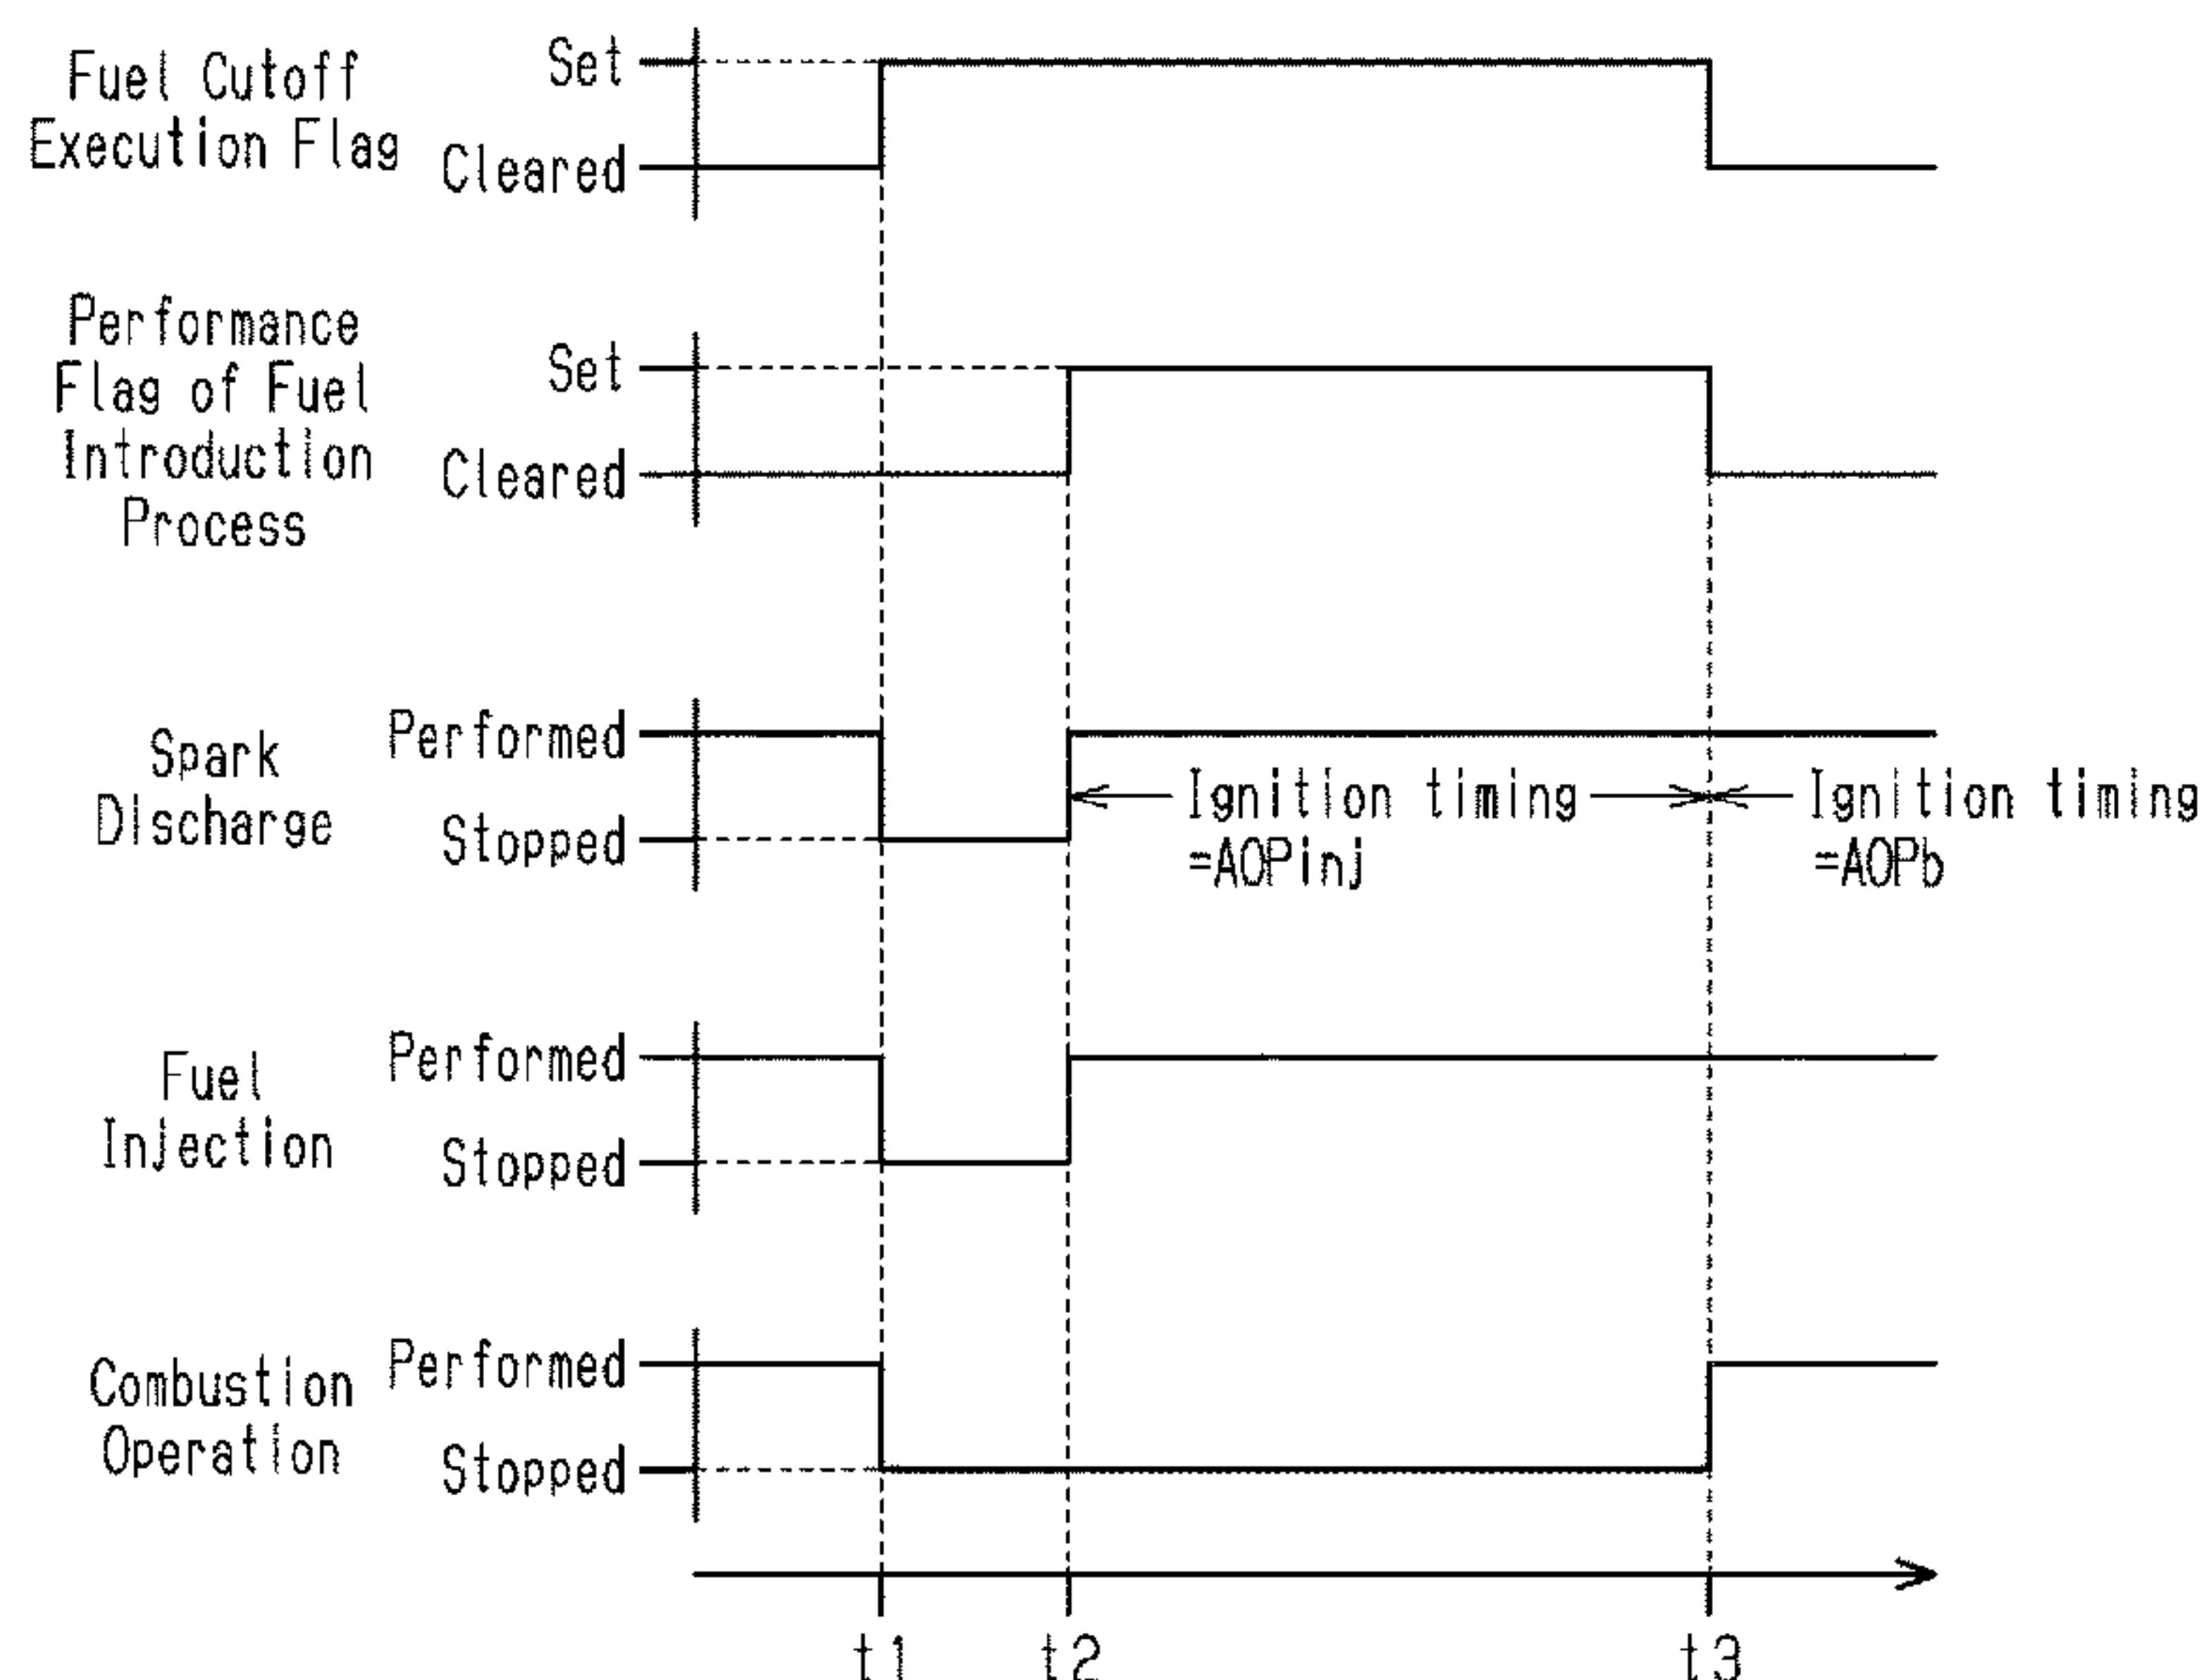 Fuel Cutoff
Execution Flag
Set
Cleared
Performance
Flag of Fuel
Introduction
Process
Set
Cleared
Spark
Discharge
Performed
Stopped
Ignition timing
=AOPinj
Ignition timing
=AOPb
Fuel
Injection
Performed
Stopped
Combustion
Operation
Performed
Stopped
t1 t2 t3